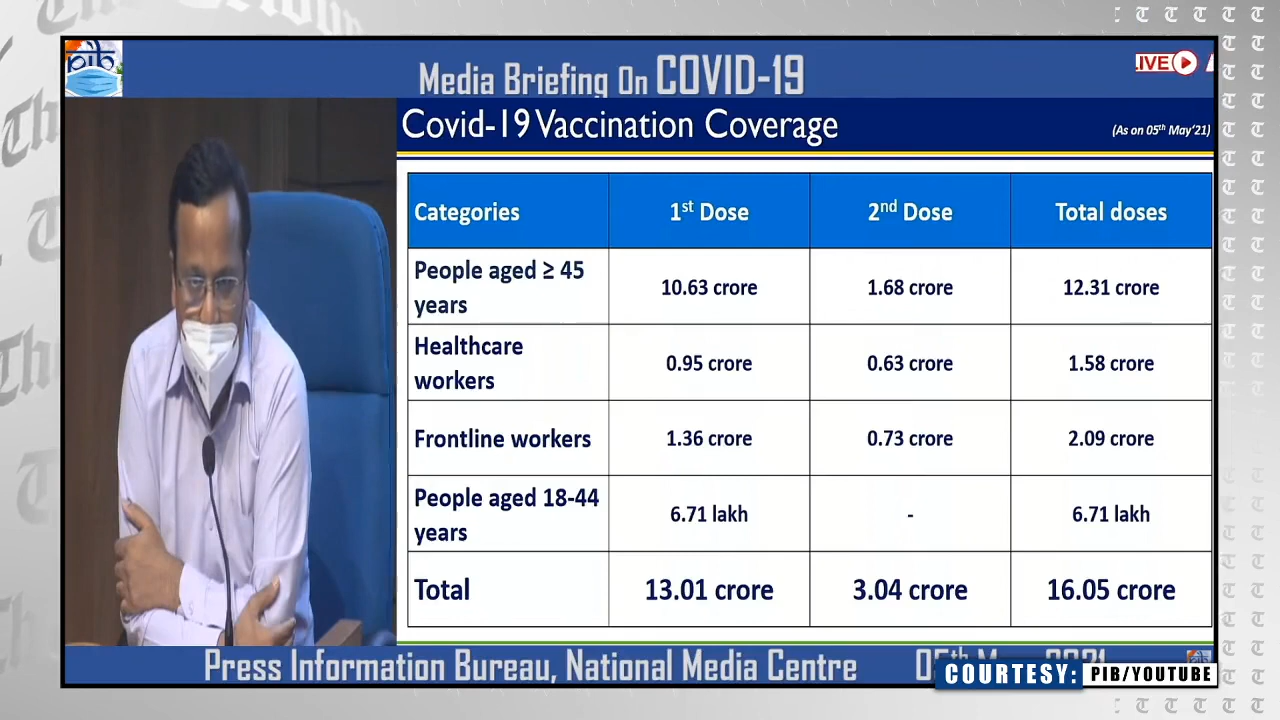 pib
Media Briefing On COVID-19
LIVE
Covid-19 Vaccination Coverage
(As on 05th May'21)
Categories 1st Dose 2nd Dose Total doses
People aged ≥ 45
years
10.63 crore 1.68 crore 12.31 crore
Healthcare
workers
0.95 crore 0.63 crore 1.58 crore
Frontline workers 1.36 crore 0.73 crore 2.09 crore
People aged 18-44
years
6.71 lakh - 6.71 lakh
Total 13.01 crore 3.04 crore 16.05 crore
Press Information Bureau, National Media Centre 05th
COURTESY: PIB/YOUTUBE